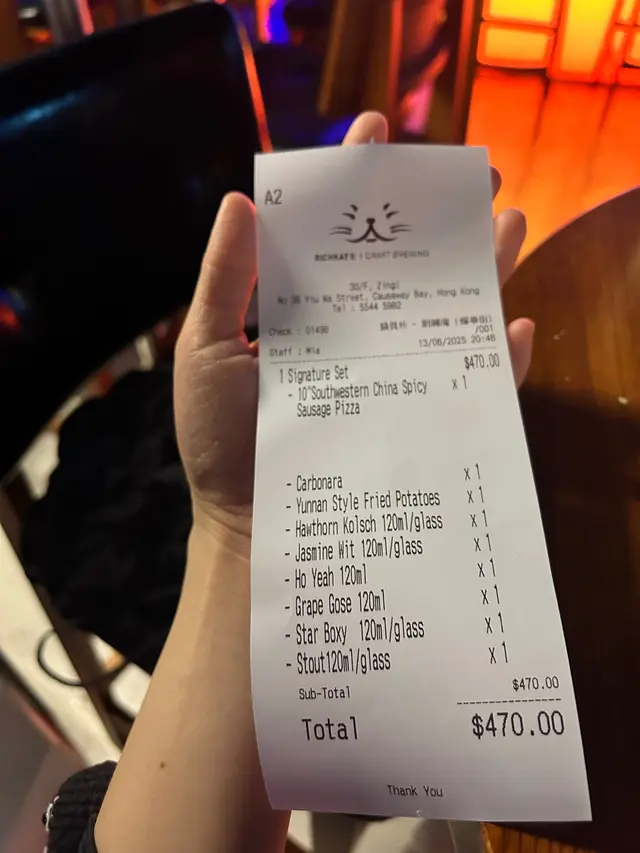 A2
RICHKAT® | CRAFT BREWING
30/F, Zing!
No 38 Yiu Wa Street, Causeway Bay, Hong Kong
Tel : 5544 5982
Check : 01490
/001
Staff : Mia
13/06/2025 20:48
1 Signature Set $470.00
- 10"Southwestern China Spicy x 1
Sausage Pizza
- Carbonara x 1
- Yunnan Style Fried Potatoes x 1
- Hawthorn Kolsch 120ml/glass x 1
- Jasmine Wit 120ml/glass x 1
- Ho Yeah 120ml x 1
- Grape Gose 120ml x 1
- Star Boxy 120ml/glass x 1
- Stout120ml/glass x 1
Sub-Total $470.00
Total $470.00
Thank You